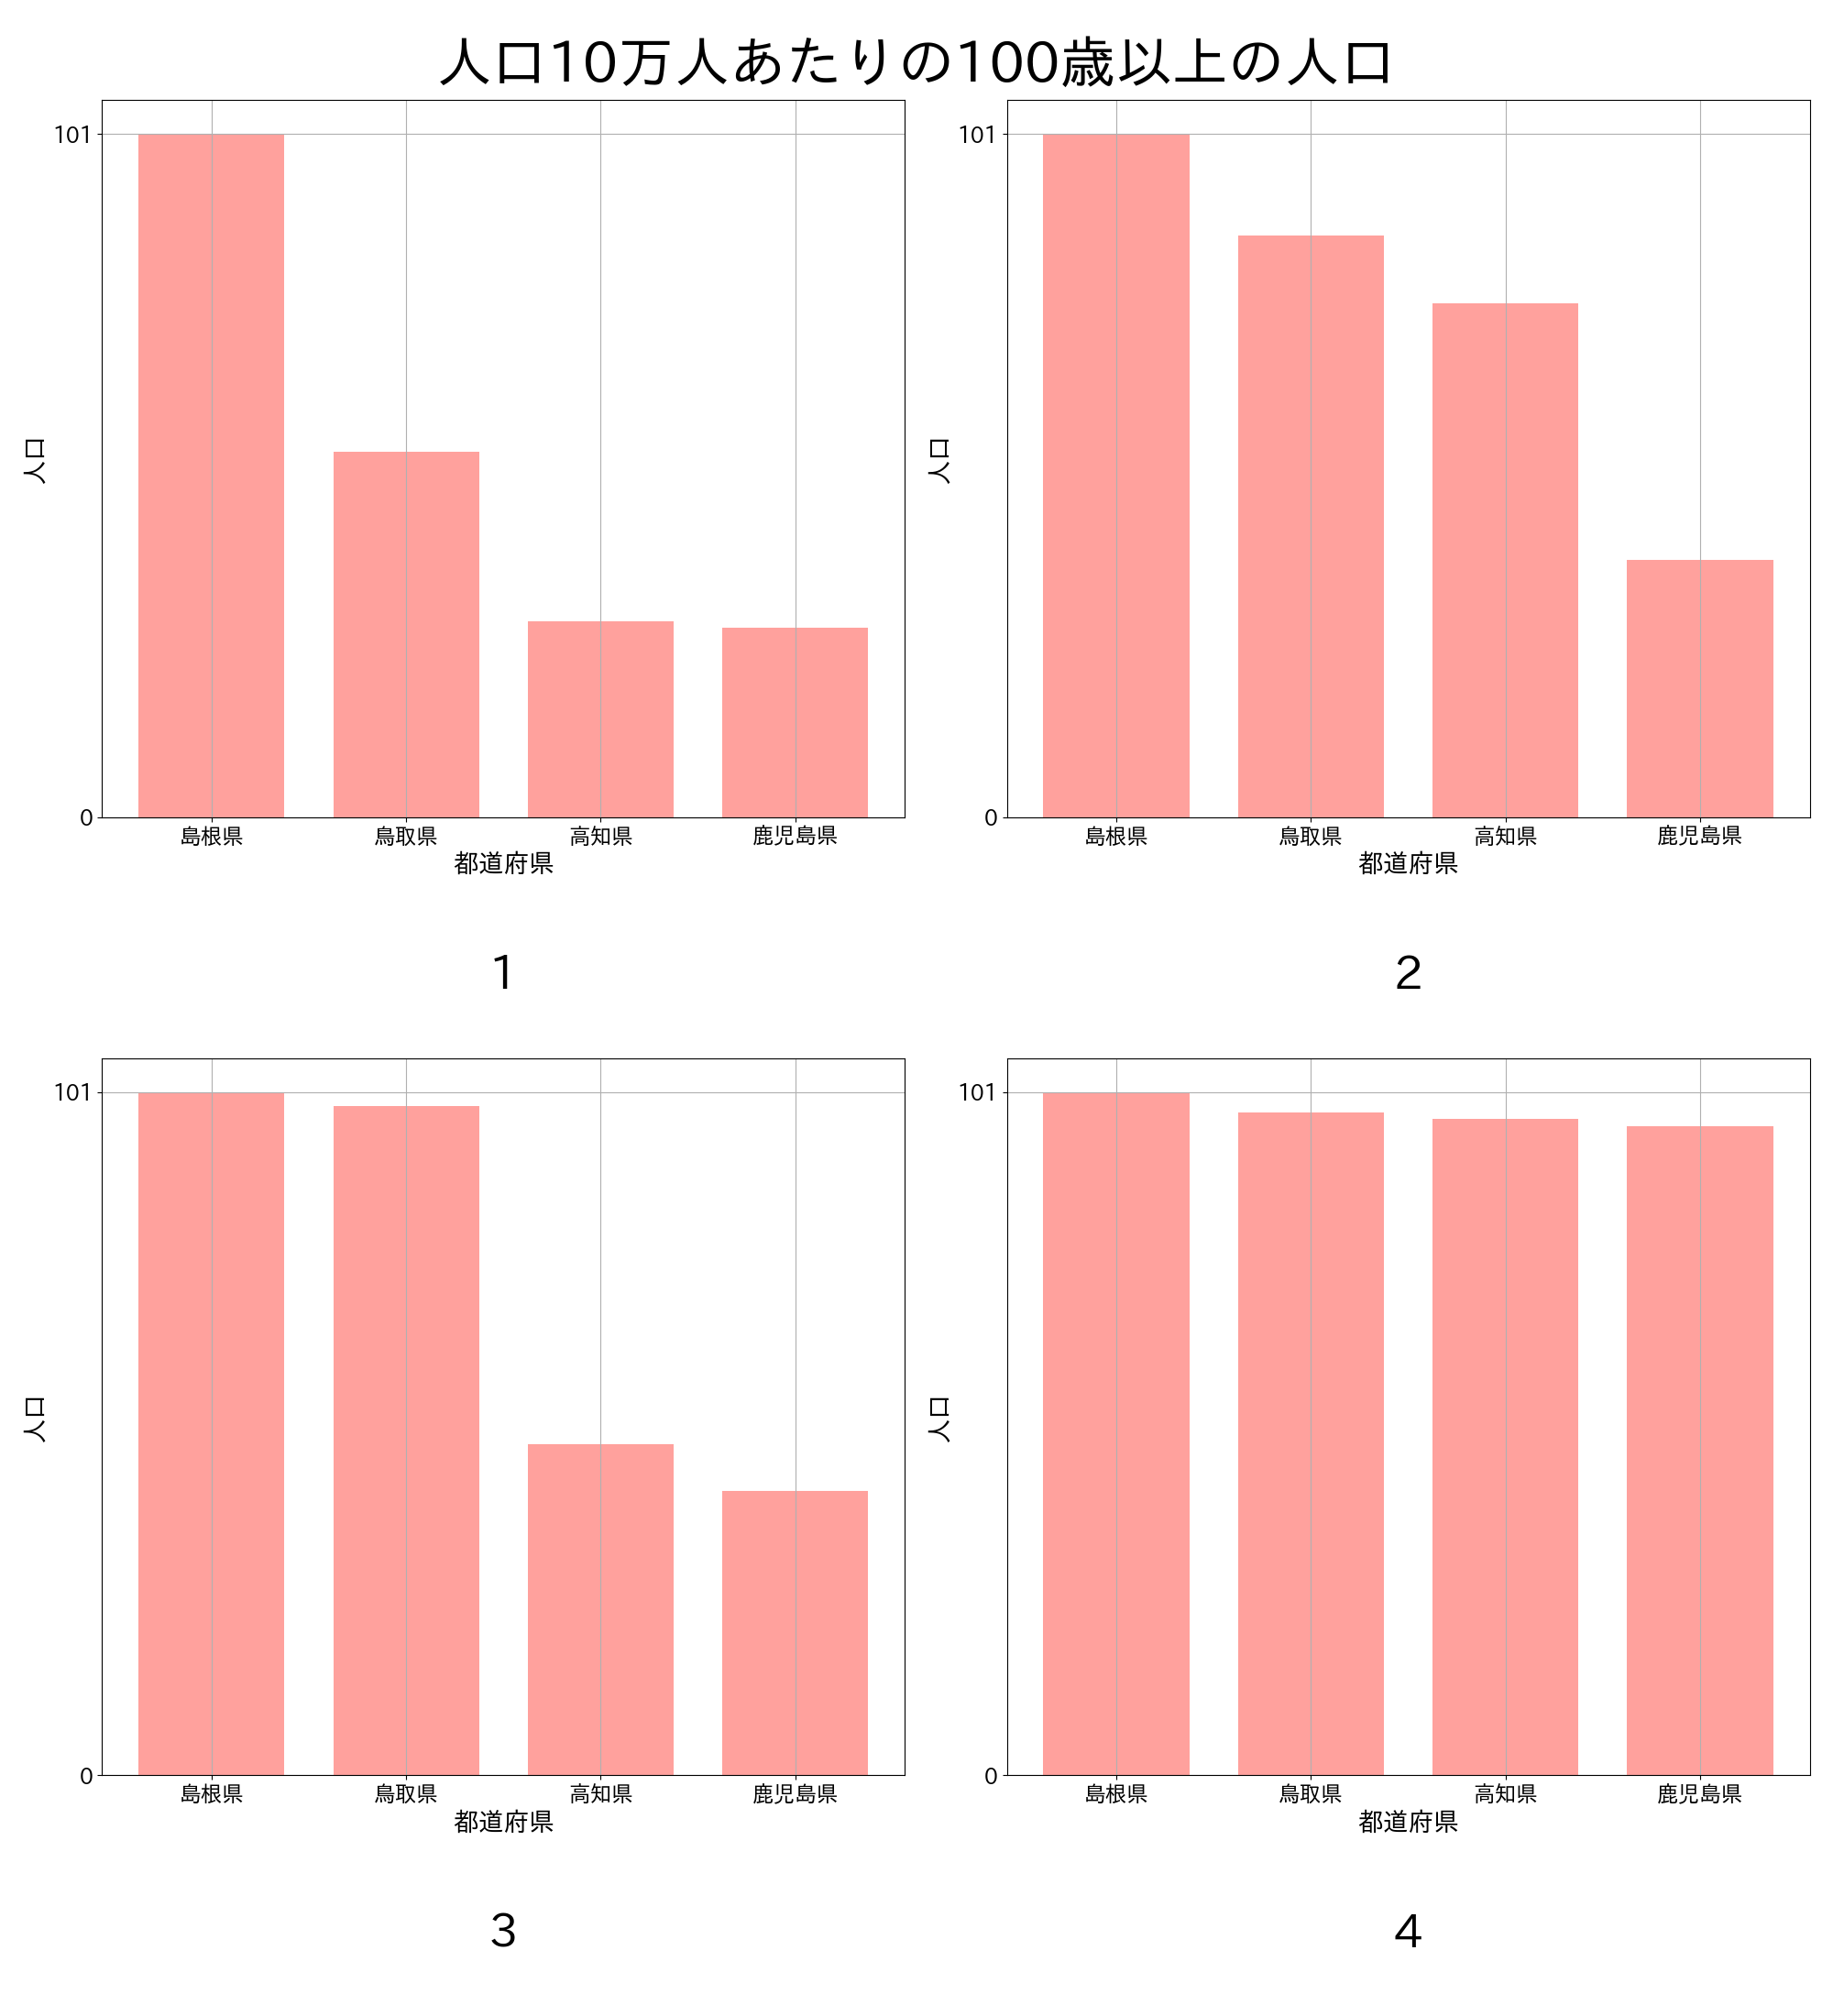 人口10万人あたりの100歳以上の人口
101
0
人口
島根県 鳥取県 高知県 鹿児島県
都道府県
1
101
0
人口
島根県 鳥取県 高知県 鹿児島県
都道府県
2
101
0
人口
島根県 鳥取県 高知県 鹿児島県
都道府県
3
101
0
人口
島根県 鳥取県 高知県 鹿児島県
都道府県
4